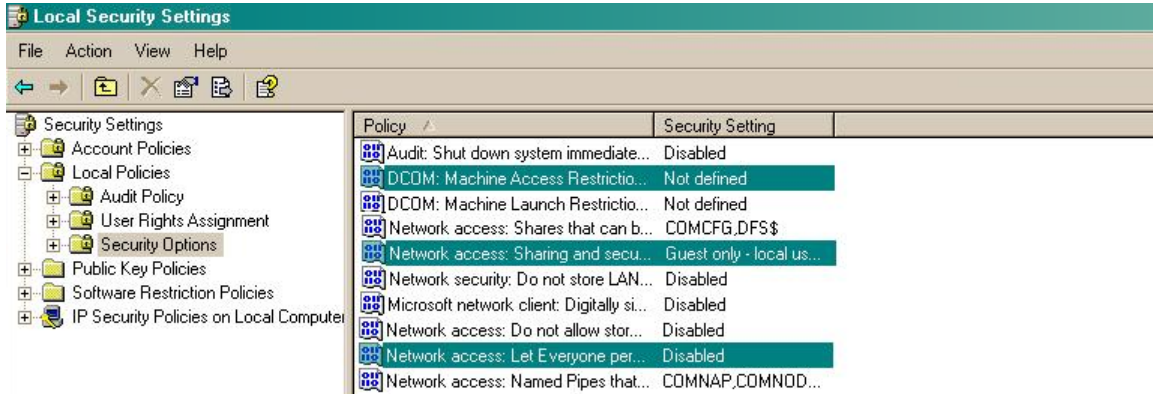 Local Security Settings
File Action View Help
Security Settings
Account Policies
Local Policies
Audit Policy
User Rights Assignment
Security Options
Public Key Policies
Software Restriction Policies
IP Security Policies on Local Computer
Policy Security Setting
Audit: Shut down system immediate... Disabled
DCOM: Machine Access Restrictio... Not defined
DCOM: Machine Launch Restrictio... Not defined
Network access: Shares that can b... COMCFG,DFS$
Network access: Sharing and secu... Guest only - local us...
Network security: Do not store LAN... Disabled
Microsoft network client: Digitally si... Disabled
Network access: Do not allow stor... Disabled
Network access: Let Everyone per... Disabled
Network access: Named Pipes that... COMNAP,COMNOD...